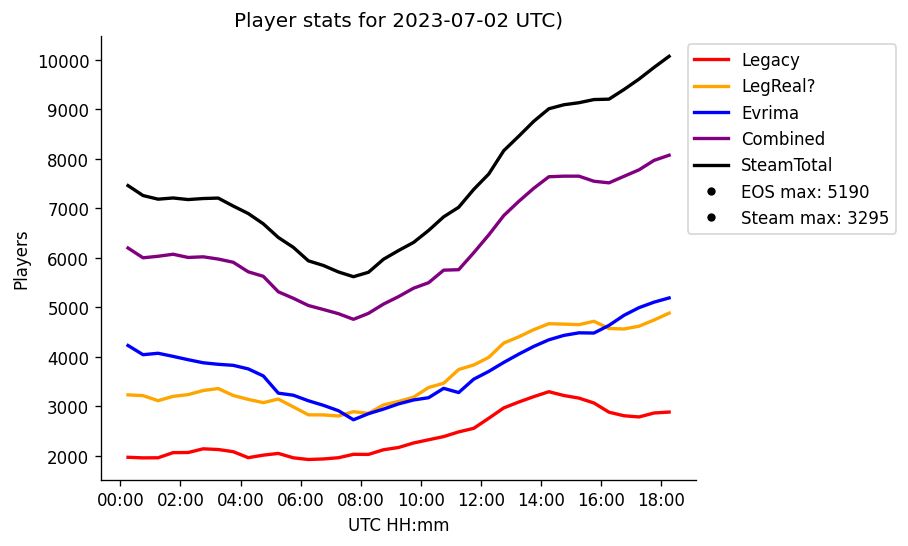 Player stats for 2023-07-02 UTC)
Players
10000
9000
8000
7000
6000
5000
4000
3000
2000
00:00 02:00 04:00 06:00 08:00 10:00 12:00 14:00 16:00 18:00
UTC HH:mm
Legacy
LegReal?
Evrima
Combined
SteamTotal
EOS max: 5190
Steam max: 3295